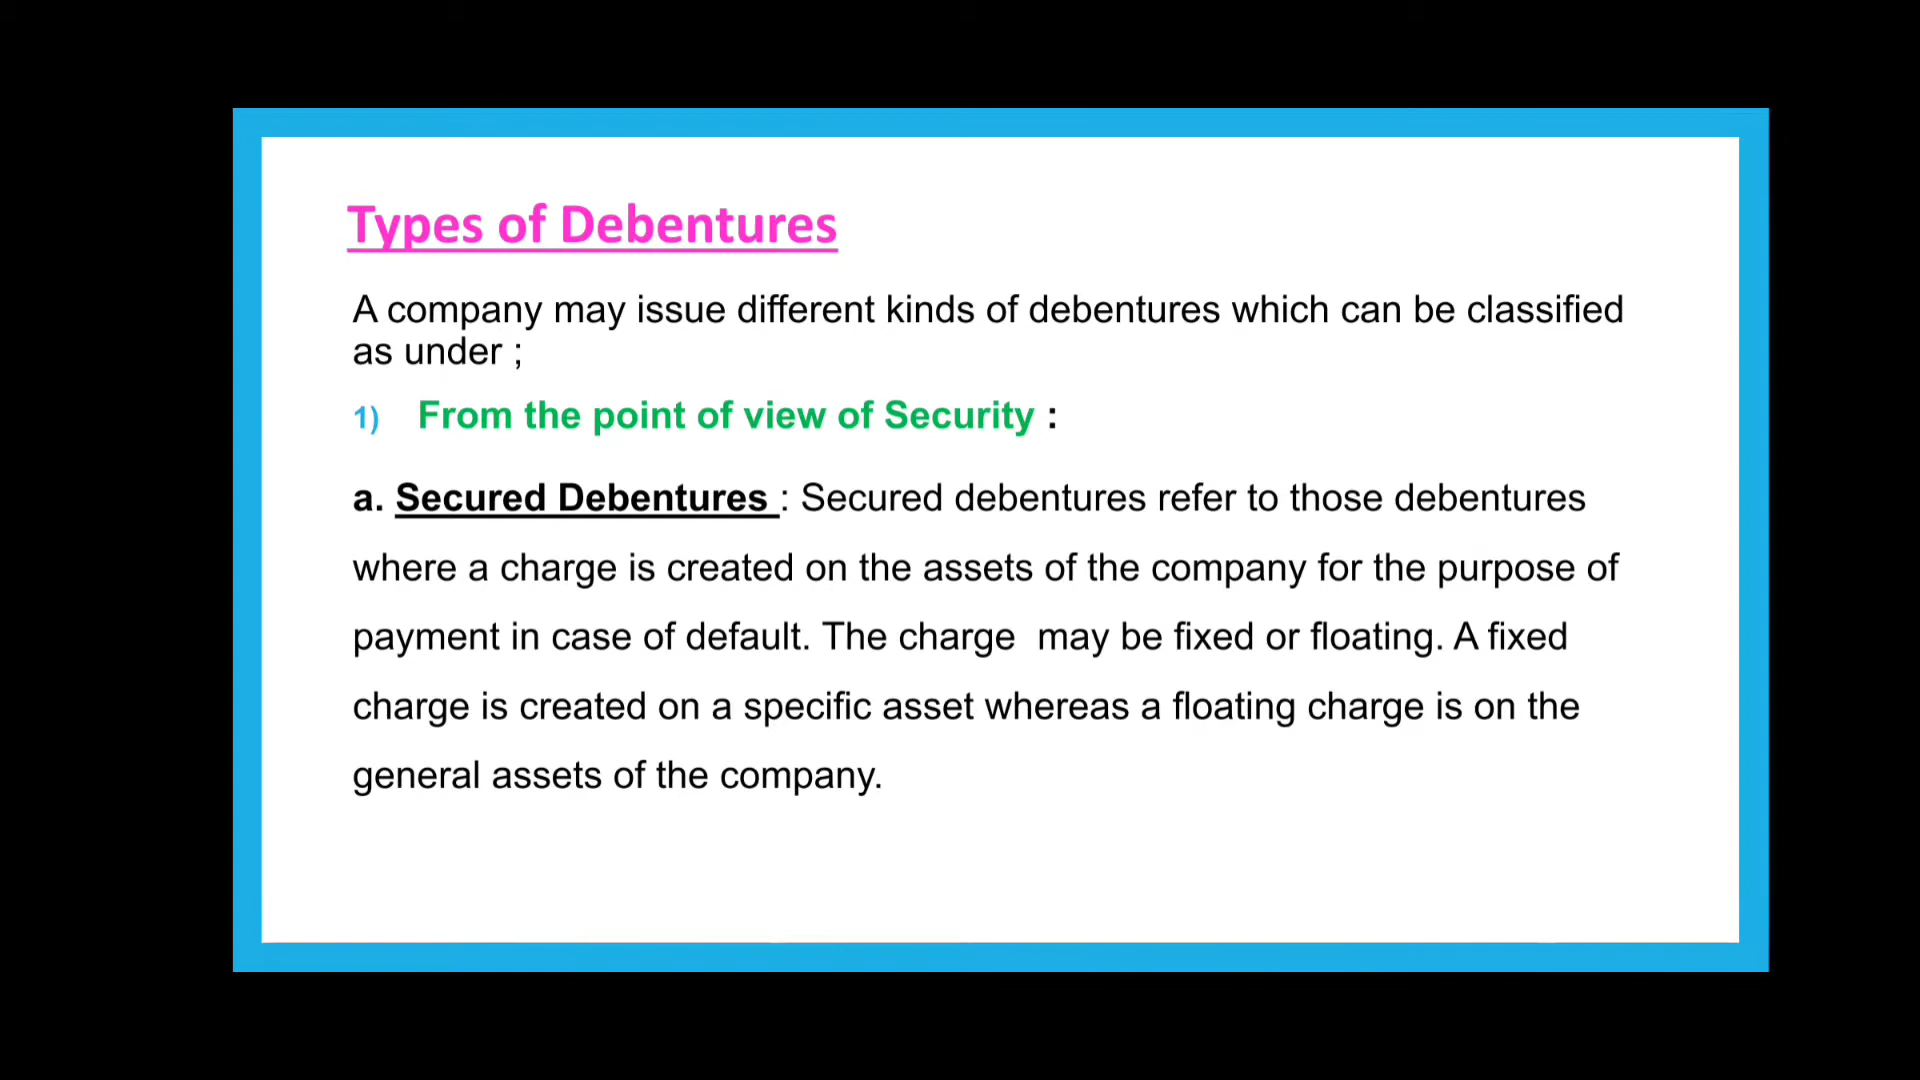 Types of Debentures
A company may issue different kinds of debentures which can be classified
as under ;
1) From the point of view of Security :
a. Secured Debentures : Secured debentures refer to those debentures
where a charge is created on the assets of the company for the purpose of
payment in case of default. The charge  may be fixed or floating. A fixed
charge is created on a specific asset whereas a floating charge is on the
general assets of the company.